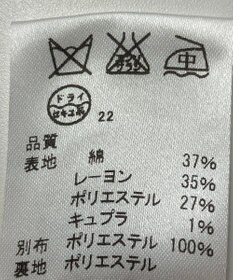 中
ドライ
セキユ系
22
品質
表地 綿 37%
レーヨン 35%
ポリエステル 27%
キュプラ 1%
別布 ポリエステル 100%
裏地 ポリエステル